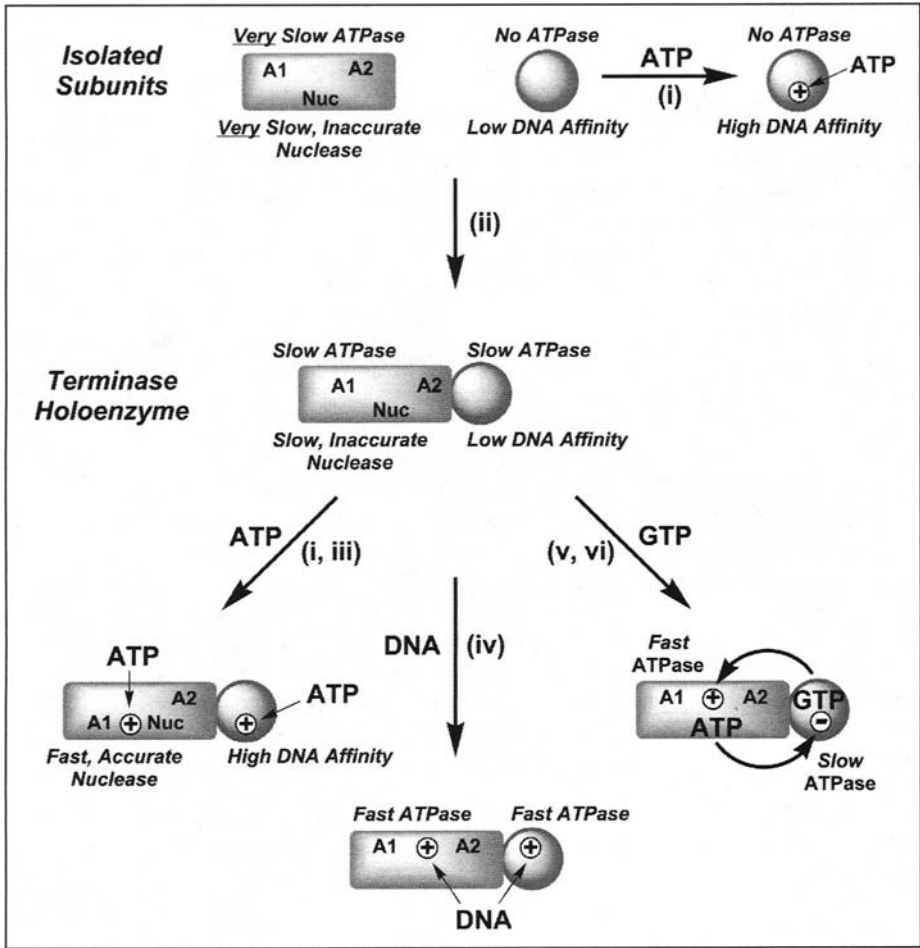 Isolated
Subunits
Very Slow ATPase
A1 A2
Nuc
Very Slow, Inaccurate
Nuclease
No ATPase
Low DNA Affinity
ATP
(i)
No ATPase
ATP
+
High DNA Affinity
(ii)
Terminase
Holoenzyme
Slow ATPase
Slow ATPase
A1 A2
Nuc
Slow, Inaccurate
Nuclease
Low DNA Affinity
ATP
(i, iii)
DNA
(iv)
(v, vi)
GTP
ATP
A2
ATP
A1 + Nuc
+
Fast, Accurate
Nuclease
High DNA Affinity
Fast ATPase
Fast ATPase
A1 + A2
+
DNA
Fast
ATPase
A1 + A2
GTP
ATP
-
Slow
ATPase